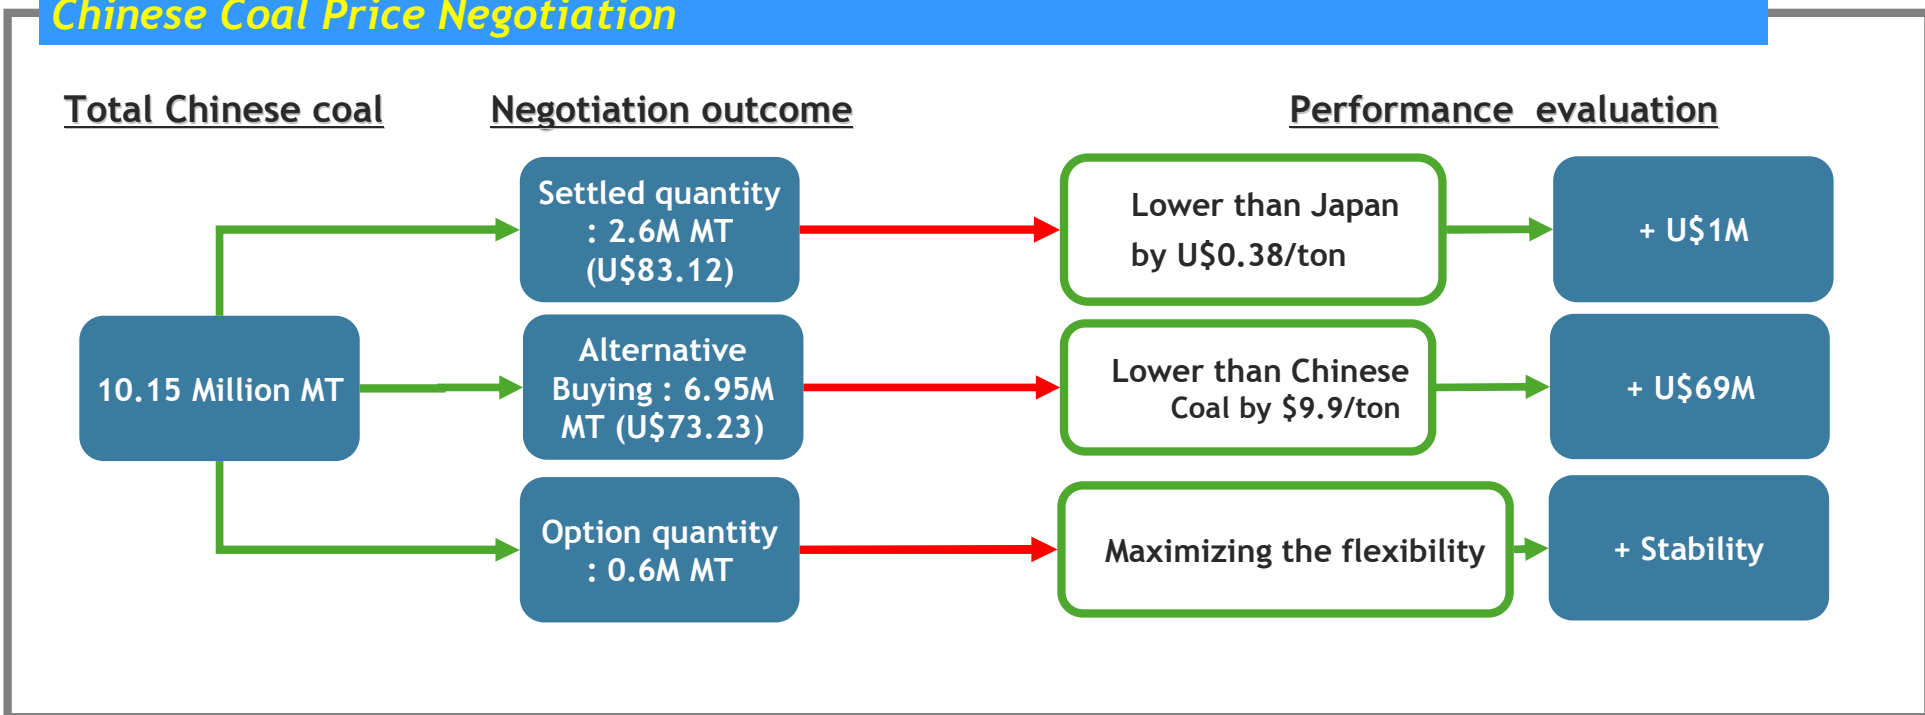 Chinese Coal Price Negotiation
Total Chinese coal
Negotiation outcome
Performance evaluation
Settled quantity
: 2.6M MT
(U$83.12)
Lower than Japan
by U$0.38/ton
+ U$1M
10.15 Million MT
Alternative
Buying : 6.95M
MT (U$73.23)
Lower than Chinese
Coal by $9.9/ton
+ U$69M
Option quantity
: 0.6M MT
Maximizing the flexibility
+ Stability